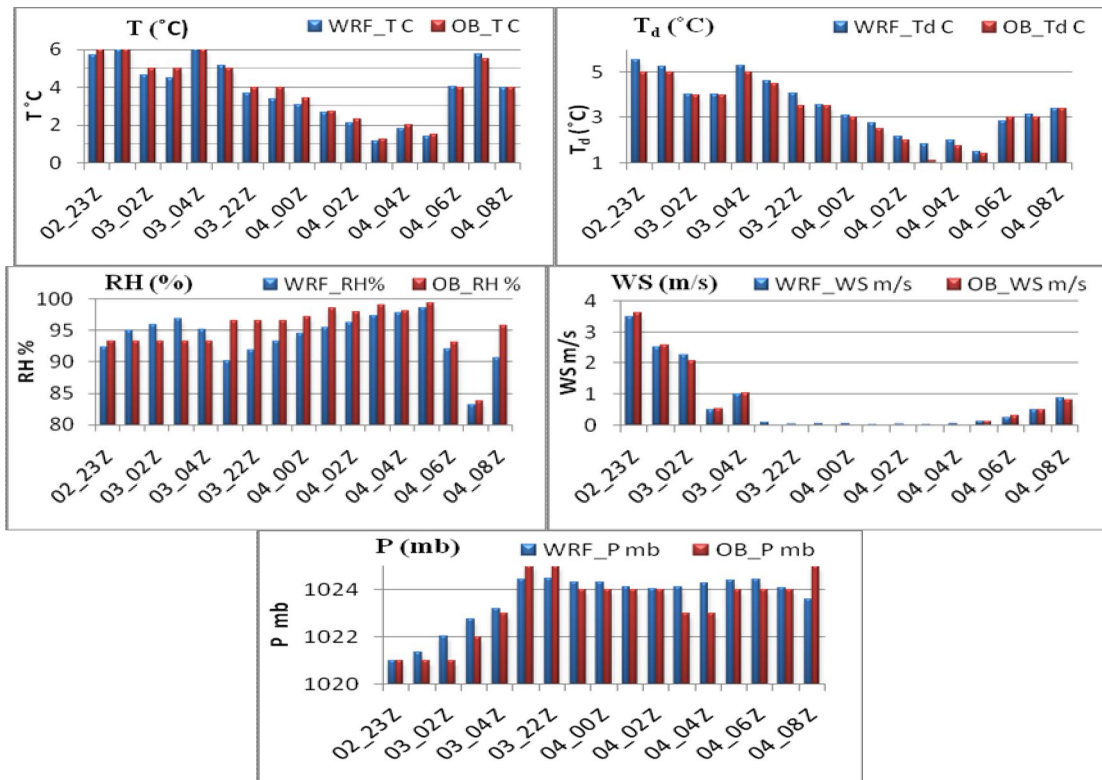 T (˚C) WRF_T C OB_T C
T ˚C
6
4
2
0
02_23Z 03_02Z 03_04Z 03_22Z 04_00Z 04_02Z 04_04Z 04_06Z 04_08Z
Td (˚C) WRF_Td C OB_Td C
Td (˚C)
5
3
1
02_23Z 03_02Z 03_04Z 03_22Z 04_00Z 04_02Z 04_04Z 04_06Z 04_08Z
RH (%) WRF_RH% OB_RH %
RH %
100
95
90
85
80
02_23Z 03_02Z 03_04Z 03_22Z 04_00Z 04_02Z 04_04Z 04_06Z 04_08Z
WS (m/s) WRF_WS m/s OB_WS m/s
WS m/s
4
3
2
1
0
02_23Z 03_02Z 03_04Z 03_22Z 04_00Z 04_02Z 04_04Z 04_06Z 04_08Z
P (mb) WRF_P mb OB_P mb
P mb
1024
1022
1020
02_23Z 03_02Z 03_04Z 03_22Z 04_00Z 04_02Z 04_04Z 04_06Z 04_08Z